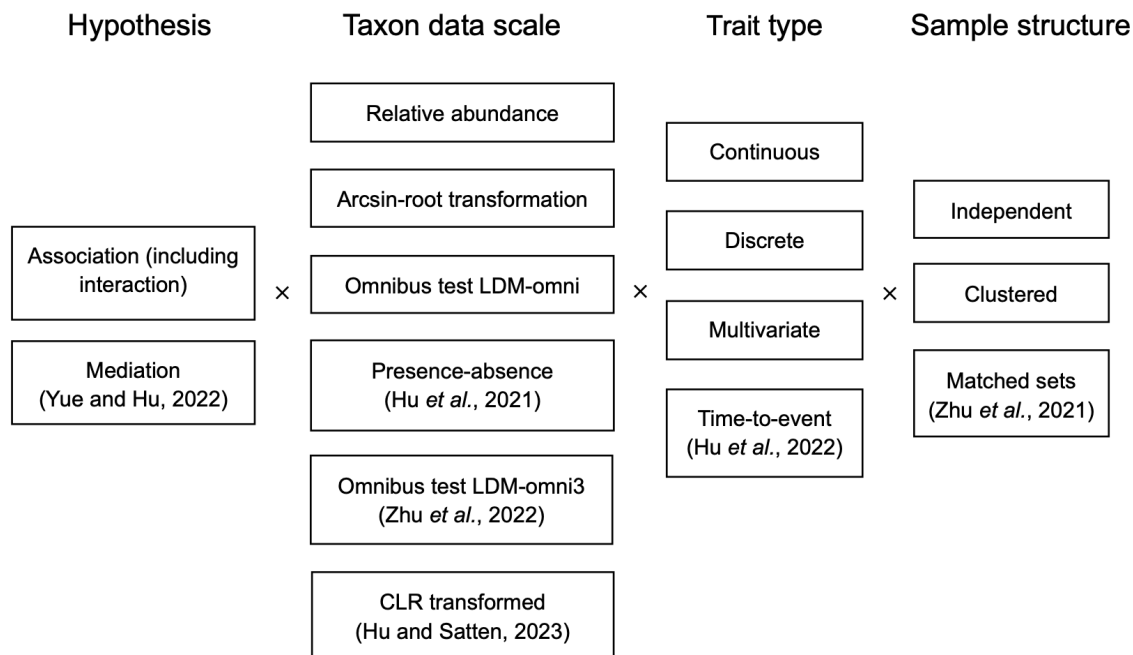 Hypothesis
Taxon data scale
Trait type
Sample structure
Association (including
interaction)
Mediation
(Yue and Hu, 2022)
×
Relative abundance
Arcsin-root transformation
Omnibus test LDM-omni
Presence-absence
(Hu et al., 2021)
Omnibus test LDM-omni3
(Zhu et al., 2022)
CLR transformed
(Hu and Satten, 2023)
×
Continuous
Discrete
Multivariate
Time-to-event
(Hu et al., 2022)
×
Independent
Clustered
Matched sets
(Zhu et al., 2021)